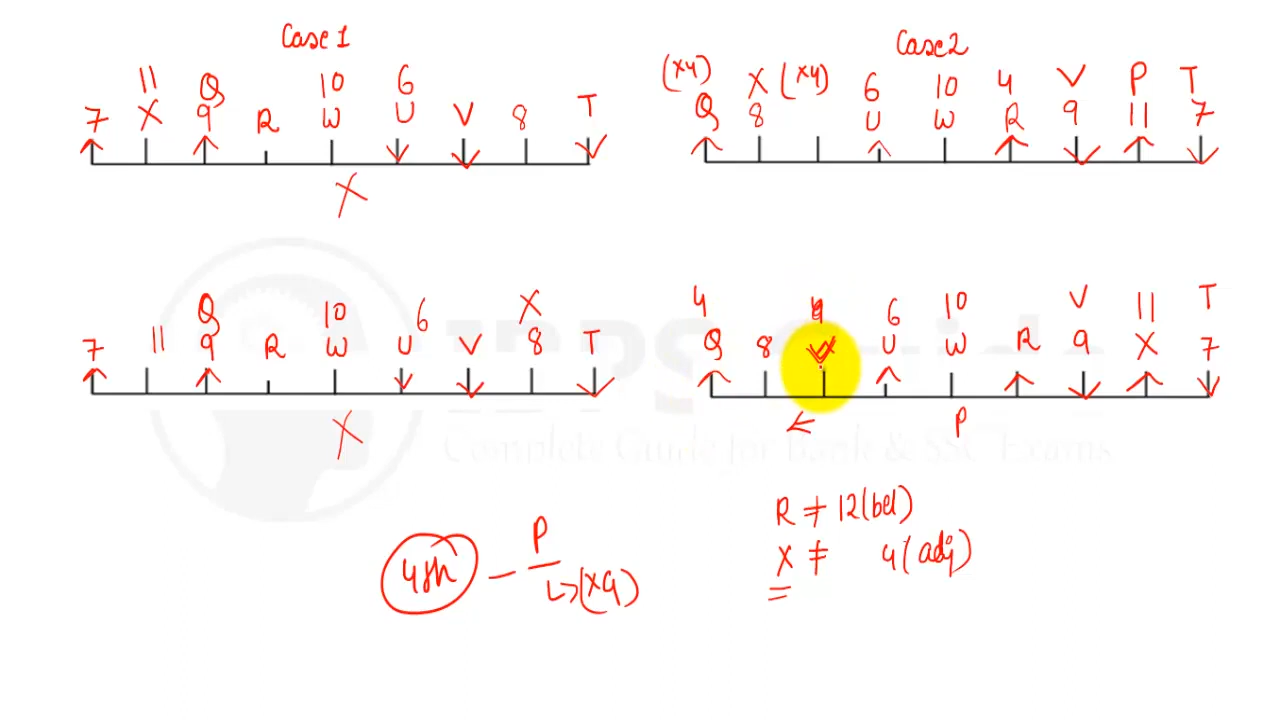 Case 1
11 Q 10 6
7 X 9 R W U V 8 T
X
Case 2
(X4) X (X4) 6 10 4 V P T
Q 8 U W R 9 11 7
Q 10 6 X
7 11 9 R W U V 8 T
X
4 6 10 V 11 T
Q 8 U W R 9 X 7
P
R ≠ 12 (bel)
X ≠ 4 (adj)
4sh - P
(X9)
Complete Guide for Bank & SSC Exams